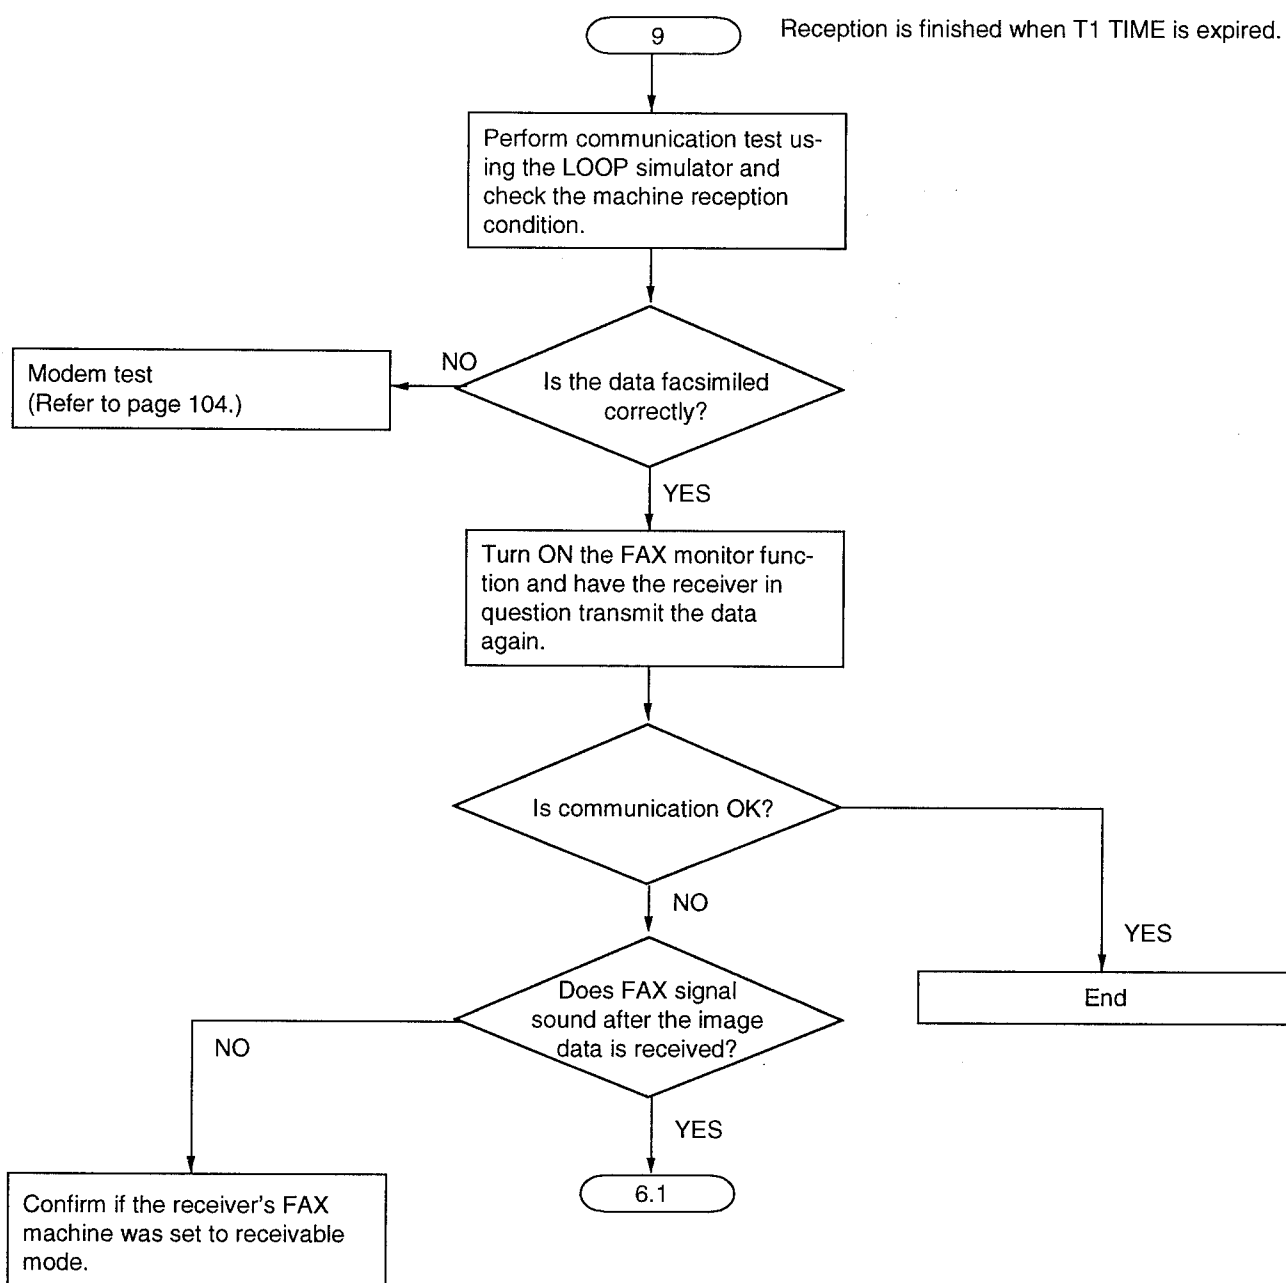 9
Reception is finished when T1 TIME is expired.
Perform communication test us-
ing the LOOP simulator and
check the machine reception
condition.
NO
Modem test
(Refer to page 104.)
Is the data facsimiled
correctly?
YES
Turn ON the FAX monitor func-
tion and have the receiver in
question transmit the data
again.
Is communication OK?
NO
YES
End
Does FAX signal
sound after the image
data is received?
NO
YES
6.1
Confirm if the receiver's FAX
machine was set to receivable
mode.